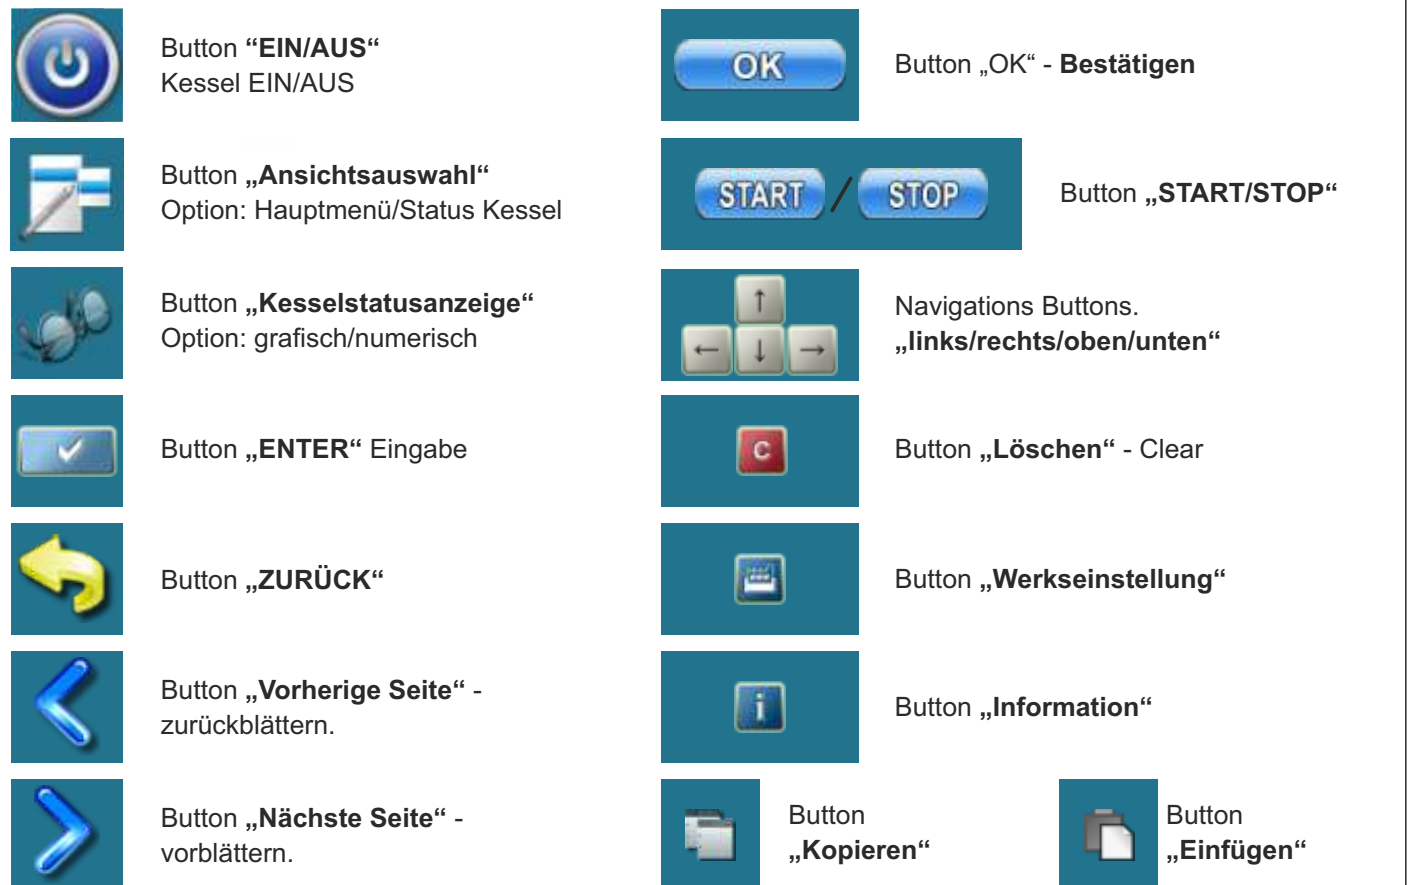 Button “EIN/AUS“
Kessel EIN/AUS
Button „Ansichtsauswahl“
Option: Hauptmenü/Status Kessel
Button „Kesselstatusanzeige“
Option: grafisch/numerisch
Button „ENTER“ Eingabe
Button „ZURÜCK“
Button „Vorherige Seite“ -
zurückblättern.
Button „Nächste Seite“ -
vorblättern.
OK
Button „OK“ - Bestätigen
START / STOP
Button „START/STOP“
↑
← ↓ →
Navigations Buttons.
„links/rechts/oben/unten“
C
Button „Löschen“ - Clear
Button „Werkseinstellung“
i
Button „Information“
Button
„Kopieren“
Button
„Einfügen“